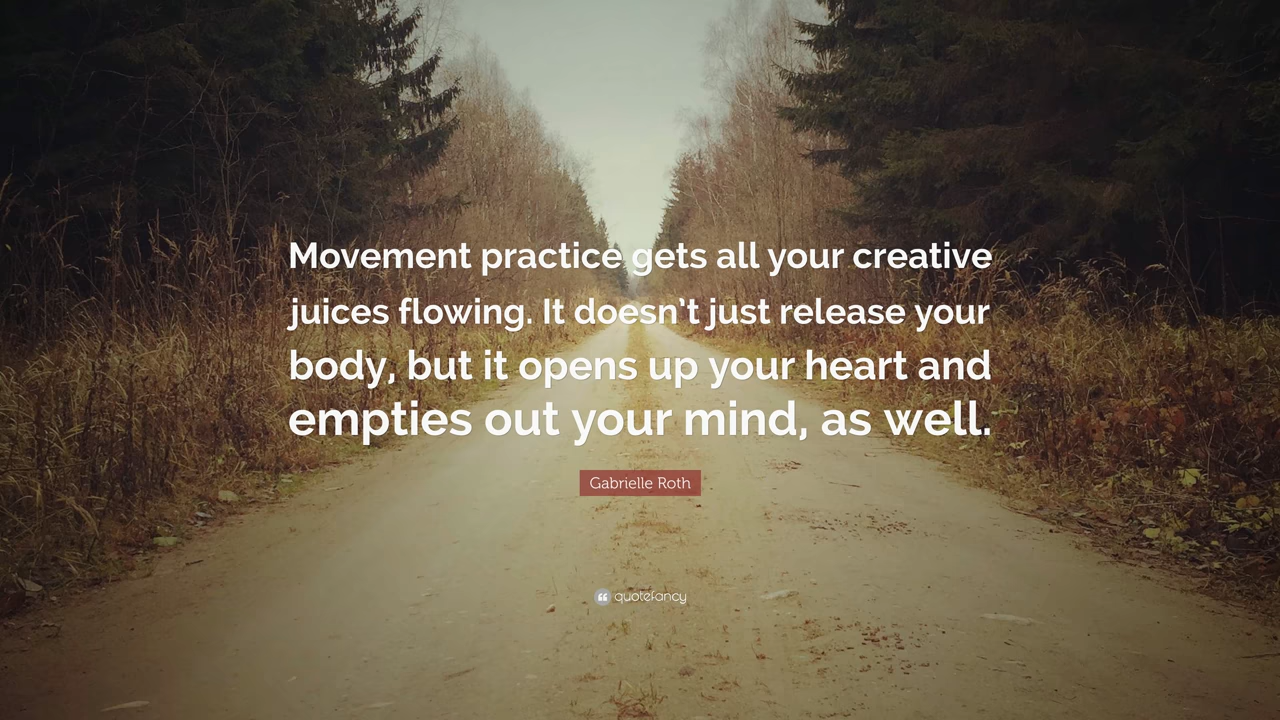 Movement practice gets all your creative
juices flowing. It doesn’t just release your
body, but it opens up your heart and
empties out your mind, as well.
Gabrielle Roth
quotefancy